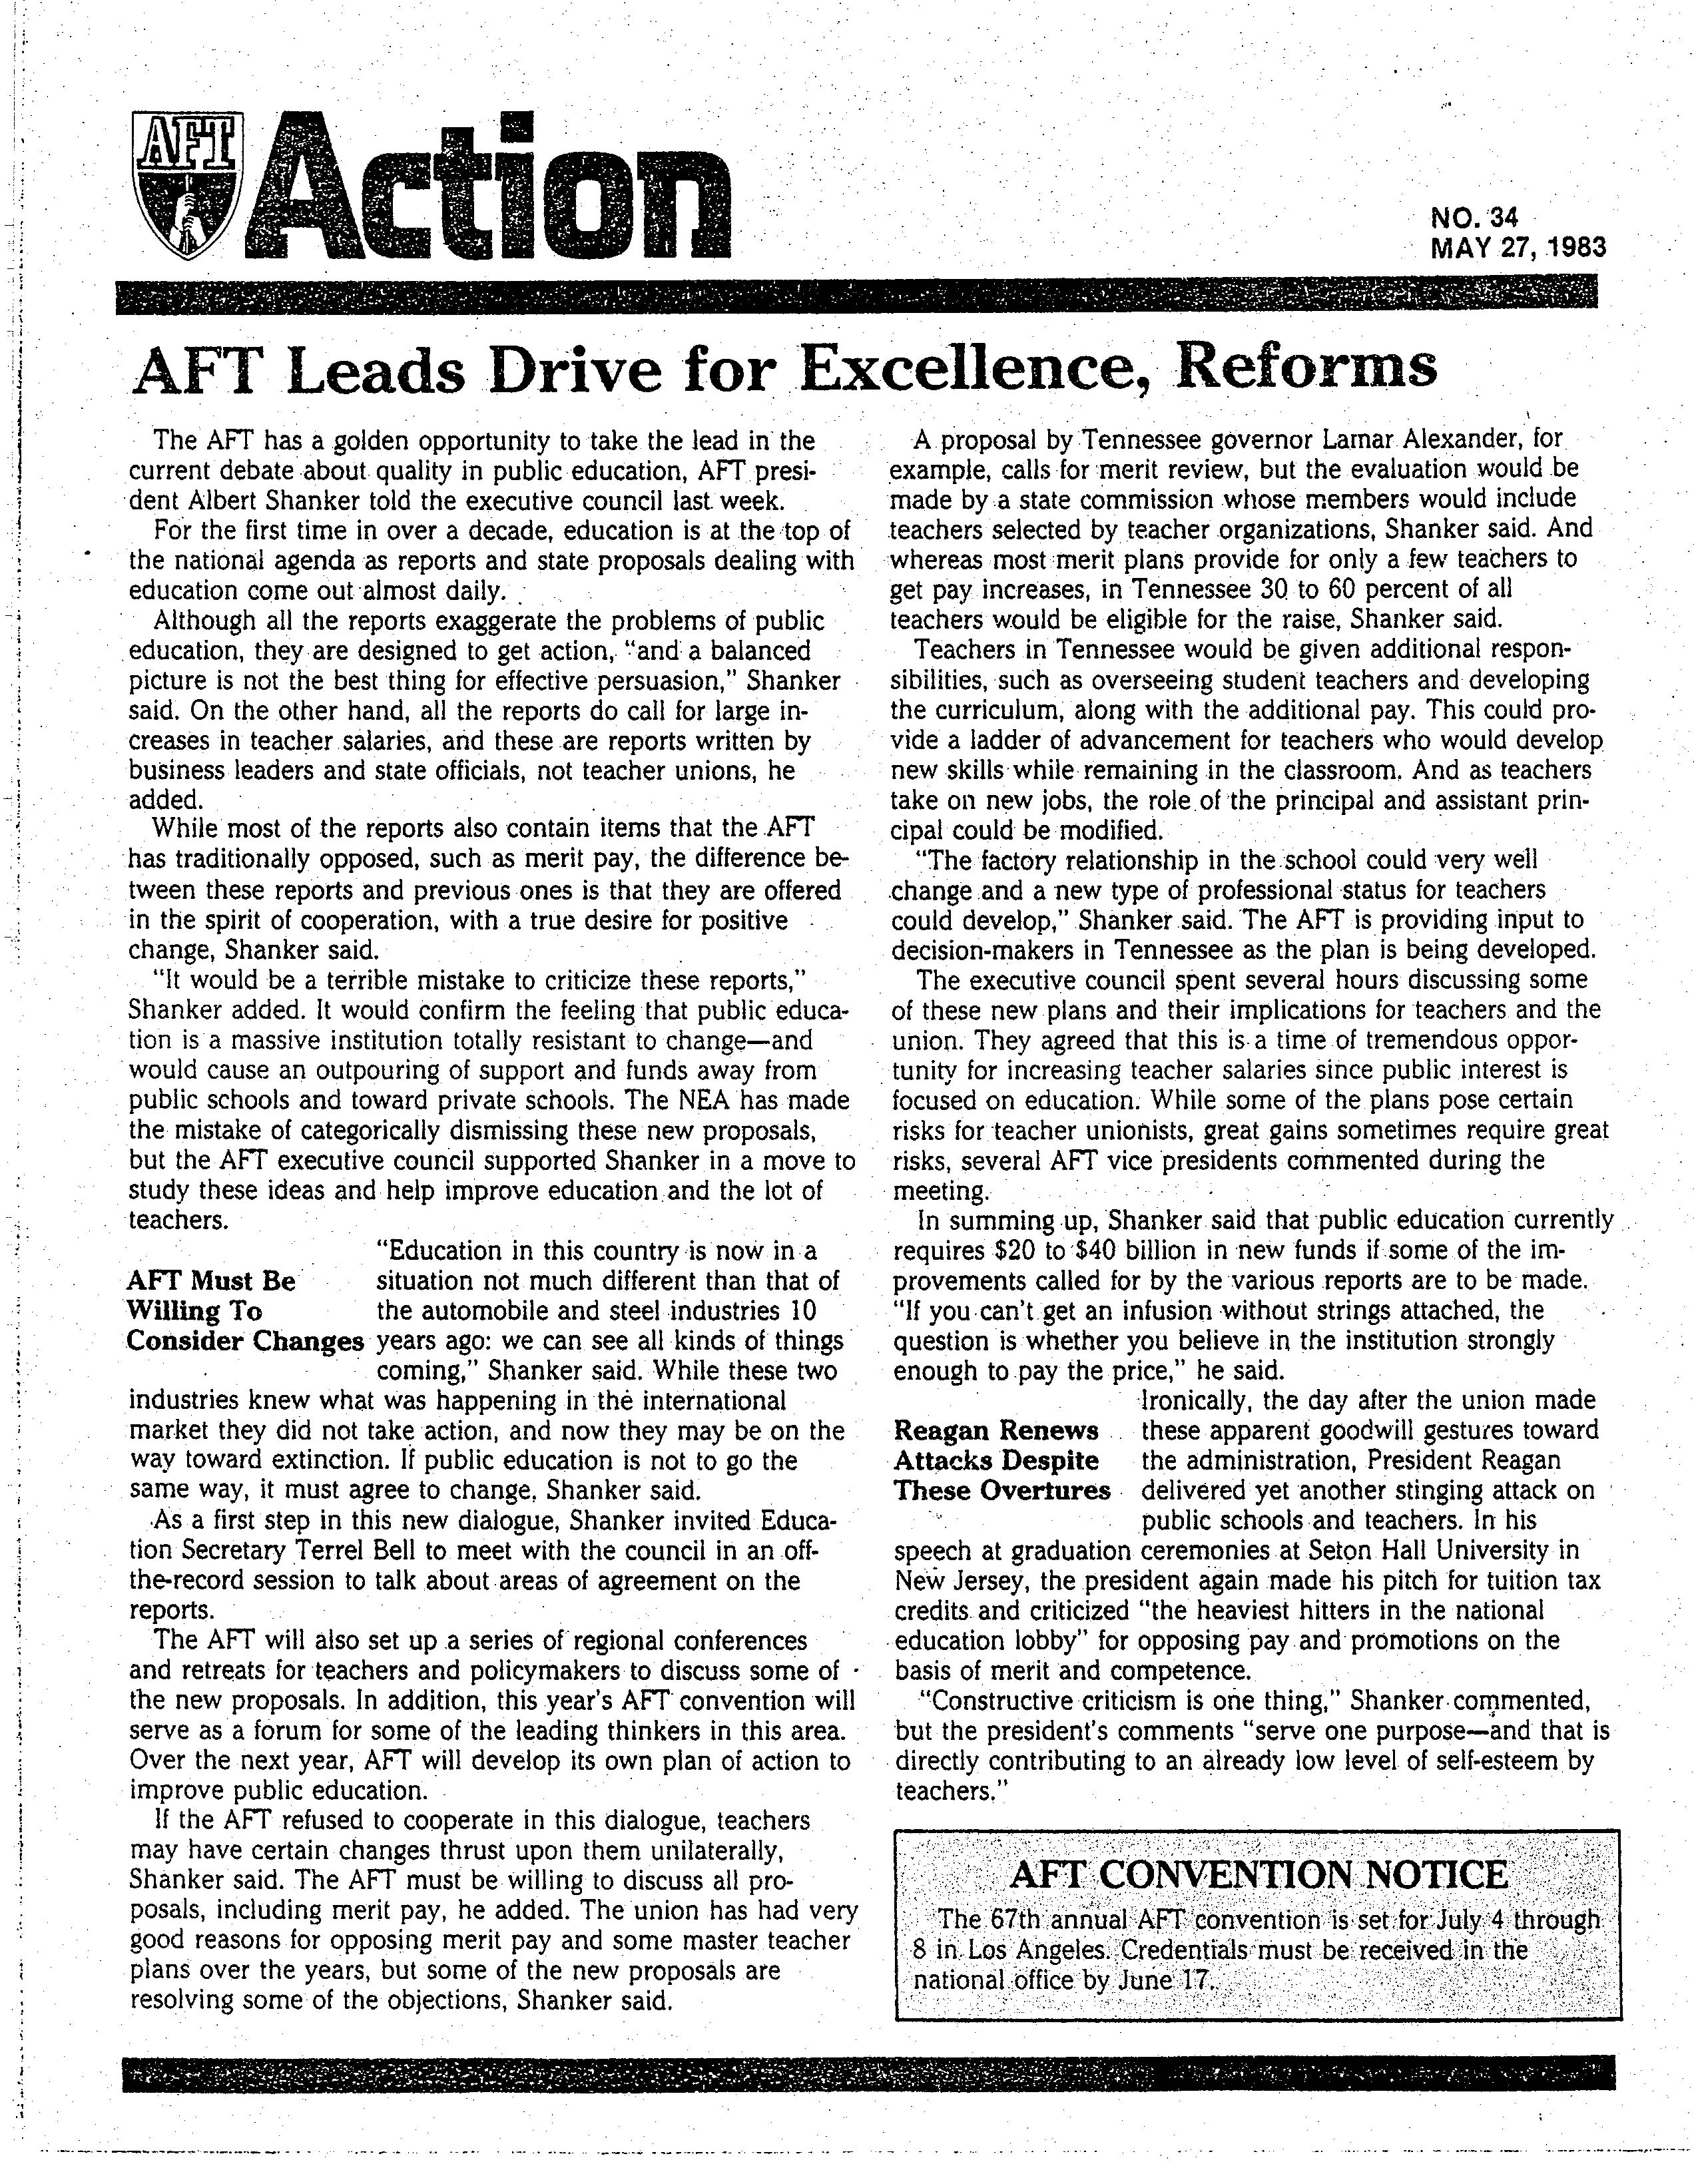 AFT Action
NO. 34
MAY 27, 1983
AFT Leads Drive for Excellence, Reforms
The AFT has a golden opportunity to take the lead in the
current debate about quality in public education, AFT presi-
dent Albert Shanker told the executive council last week.
For the first time in over a decade, education is at the top of
the national agenda as reports and state proposals dealing with
education come out almost daily.
Although all the reports exaggerate the problems of public
education, they are designed to get action, "and a balanced
picture is not the best thing for effective persuasion," Shanker
said. On the other hand, all the reports do call for large in-
creases in teacher salaries, and these are reports written by
business leaders and state officials, not teacher unions, he
added.
While most of the reports also contain items that the AFT
has traditionally opposed, such as merit pay, the difference be-
tween these reports and previous ones is that they are offered
in the spirit of cooperation, with a true desire for positive
change, Shanker said.
"It would be a terrible mistake to criticize these reports,"
Shanker added. It would confirm the feeling that public educa-
tion is a massive institution totally resistant to change—and
would cause an outpouring of support and funds away from
public schools and toward private schools. The NEA has made
the mistake of categorically dismissing these new proposals,
but the AFT executive council supported Shanker in a move to
study these ideas and help improve education and the lot of
teachers.
AFT Must Be
Willing To
Consider Changes
"Education in this country is now in a
situation not much different than that of
the automobile and steel industries 10
years ago: we can see all kinds of things
coming," Shanker said. While these two
industries knew what was happening in the international
market they did not take action, and now they may be on the
way toward extinction. If public education is not to go the
same way, it must agree to change, Shanker said.
As a first step in this new dialogue, Shanker invited Educa-
tion Secretary Terrel Bell to meet with the council in an off-
the-record session to talk about areas of agreement on the
reports.
The AFT will also set up a series of regional conferences
and retreats for teachers and policymakers to discuss some of
the new proposals. In addition, this year's AFT convention will
serve as a forum for some of the leading thinkers in this area.
Over the next year, AFT will develop its own plan of action to
improve public education.
If the AFT refused to cooperate in this dialogue, teachers
may have certain changes thrust upon them unilaterally,
Shanker said. The AFT must be willing to discuss all pro-
posals, including merit pay, he added. The union has had very
good reasons for opposing merit pay and some master teacher
plans over the years, but some of the new proposals are
resolving some of the objections, Shanker said.
A proposal by Tennessee governor Lamar Alexander, for
example, calls for merit review, but the evaluation would be
made by a state commission whose members would include
teachers selected by teacher organizations, Shanker said. And
whereas most merit plans provide for only a few teachers to
get pay increases, in Tennessee 30 to 60 percent of all
teachers would be eligible for the raise, Shanker said.
Teachers in Tennessee would be given additional respon-
sibilities, such as overseeing student teachers and developing
the curriculum, along with the additional pay. This could pro-
vide a ladder of advancement for teachers who would develop
new skills while remaining in the classroom. And as teachers
take on new jobs, the role of the principal and assistant prin-
cipal could be modified.
"The factory relationship in the school could very well
change and a new type of professional status for teachers
could develop," Shanker said. The AFT is providing input to
decision-makers in Tennessee as the plan is being developed.
The executive council spent several hours discussing some
of these new plans and their implications for teachers and the
union. They agreed that this is a time of tremendous oppor-
tunity for increasing teacher salaries since public interest is
focused on education. While some of the plans pose certain
risks for teacher unionists, great gains sometimes require great
risks, several AFT vice presidents commented during the
meeting.
In summing up, Shanker said that public education currently
requires $20 to $40 billion in new funds if some of the im-
provements called for by the various reports are to be made.
"If you can't get an infusion without strings attached, the
question is whether you believe in the institution strongly
enough to pay the price," he said.
Reagan Renews
Attacks Despite
These Overtures
Ironically, the day after the union made
these apparent goodwill gestures toward
the administration, President Reagan
delivered yet another stinging attack on
public schools and teachers. In his
speech at graduation ceremonies at Seton Hall University in
New Jersey, the president again made his pitch for tuition tax
credits and criticized "the heaviest hitters in the national
education lobby" for opposing pay and promotions on the
basis of merit and competence.
"Constructive criticism is one thing," Shanker commented,
but the president's comments "serve one purpose—and that is
directly contributing to an already low level of self-esteem by
teachers."
AFT CONVENTION NOTICE
The 67th annual AFT convention is set for July 4 through
8 in Los Angeles. Credentials must be received in the
national office by June 17.